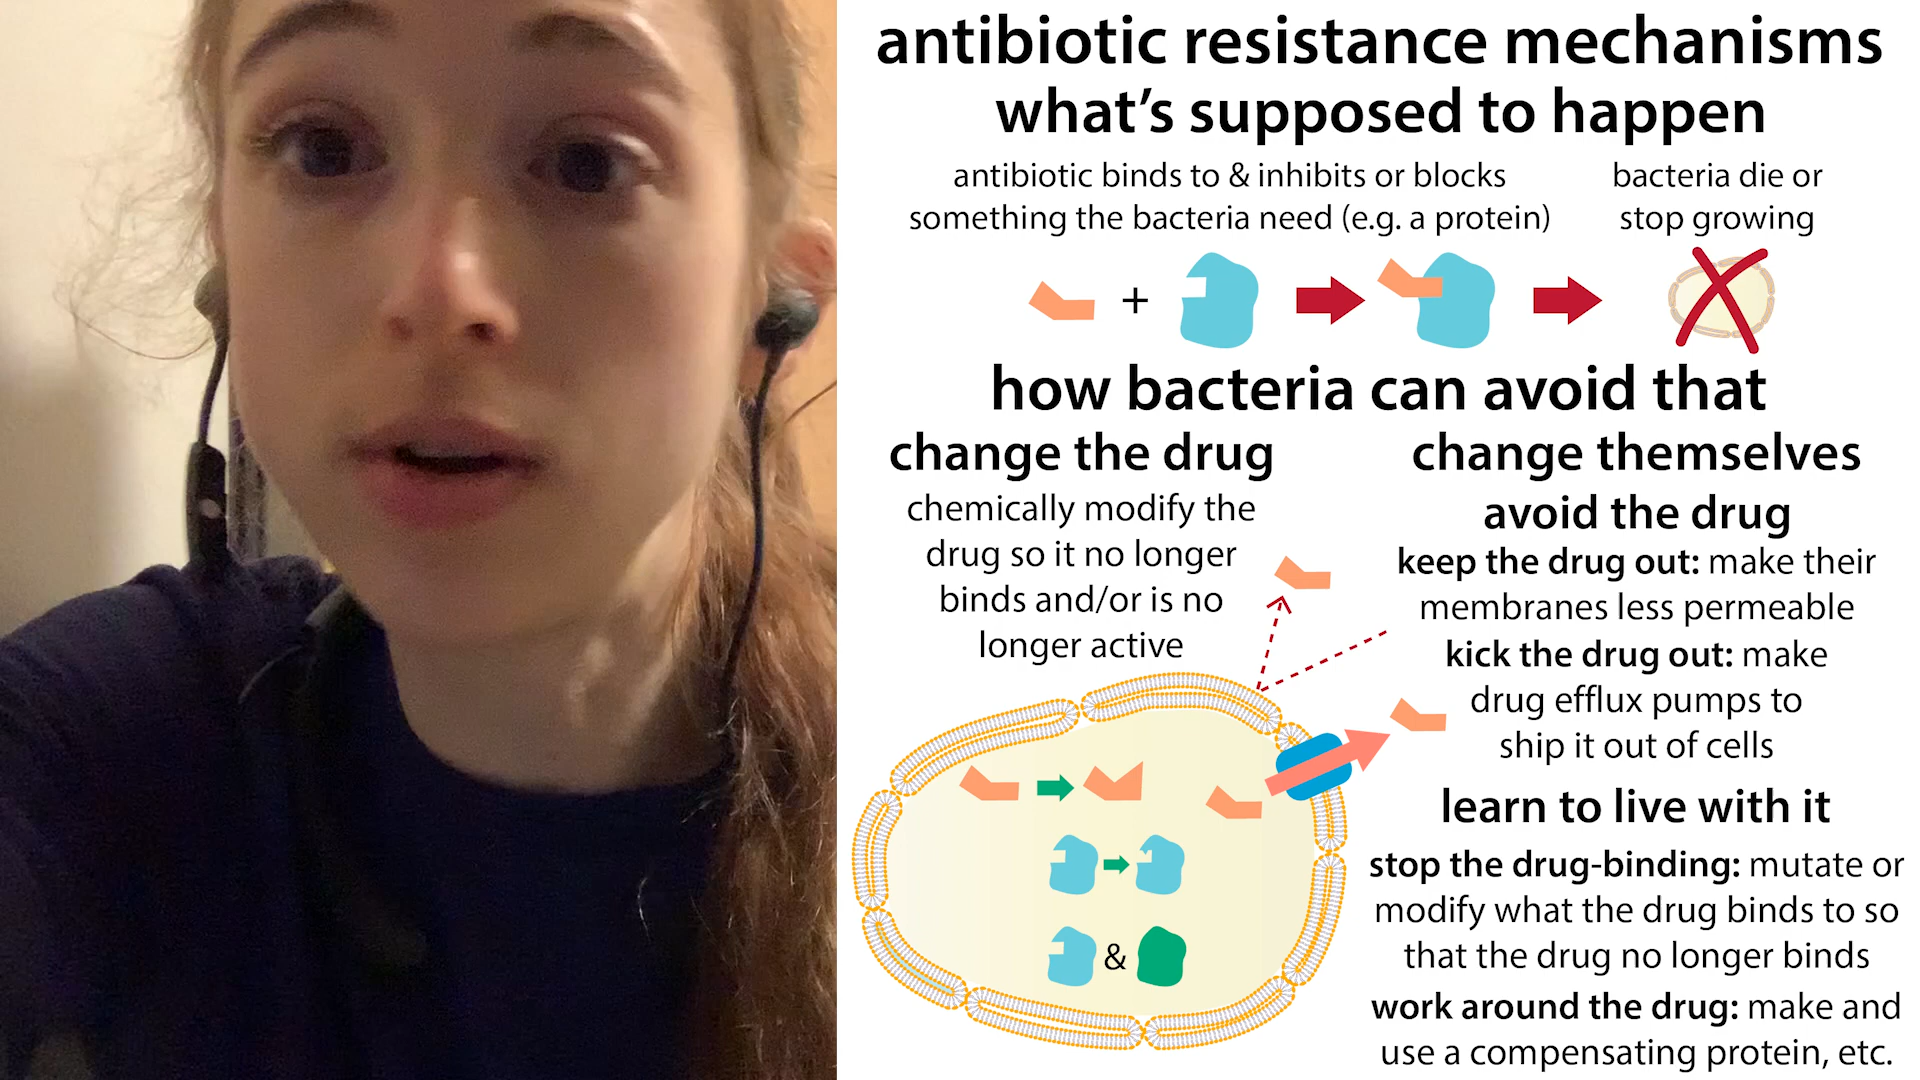 antibiotic resistance mechanisms
what's supposed to happen
antibiotic binds to & inhibits or blocks
something the bacteria need (e.g. a protein)
bacteria die or
stop growing
+
how bacteria can avoid that
change the drug
chemically modify the
drug so it no longer
binds and/or is no
longer active
change themselves
avoid the drug
keep the drug out: make their
membranes less permeable
kick the drug out: make
drug efflux pumps to
ship it out of cells
learn to live with it
stop the drug-binding: mutate or
modify what the drug binds to so
that the drug no longer binds
work around the drug: make and
use a compensating protein, etc.
&